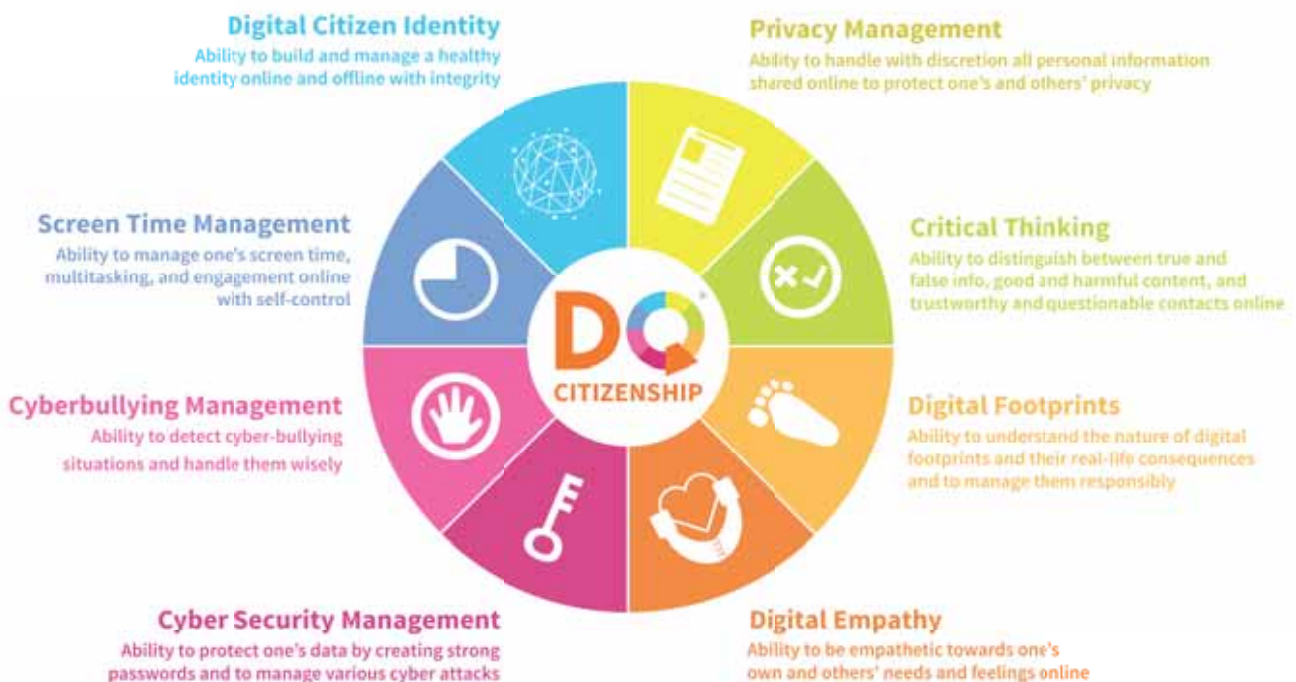 Digital Citizen Identity
Ability to build and manage a healthy
identity online and offline with integrity
Privacy Management
Ability to handle with discretion all personal information
shared online to protect one's and others' privacy
Screen Time Management
Ability to manage one's screen time,
multitasking, and engagement online
with self-control
Critical Thinking
Ability to distinguish between true and
false info, good and harmful content, and
trustworthy and questionable contacts online
DQ
CITIZENSHIP
Cyberbullying Management
Ability to detect cyber-bullying
situations and handle them wisely
Digital Footprints
Ability to understand the nature of digital
footprints and their real-life consequences
and to manage them responsibly
Cyber Security Management
Ability to protect one's data by creating strong
passwords and to manage various cyber attacks
Digital Empathy
Ability to be empathetic towards one's
own and others' needs and feelings online